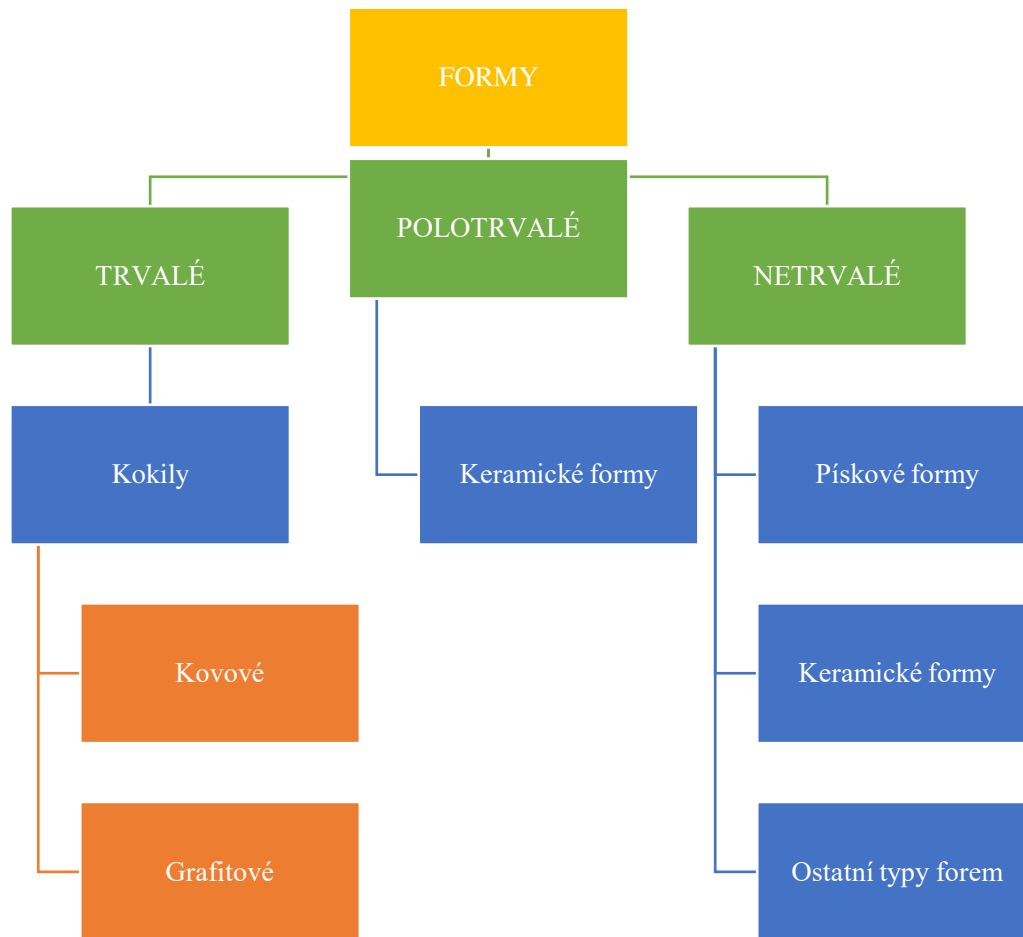 FORMY
TRVALÉ
POLOTRVALÉ
NETRVALÉ
Kokily
Keramické formy
Pískové formy
Kovové
Keramické formy
Grafitové
Ostatní typy forem